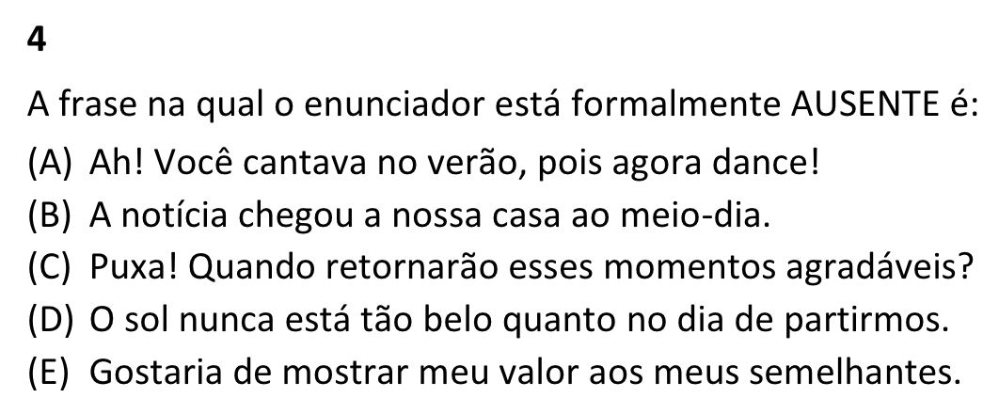 4
A frase na qual o enunciador está formalmente AUSENTE é:
(A) Ah! Você cantava no verão, pois agora dance!
(B) A notícia chegou a nossa casa ao meio-dia.
(C) Puxa! Quando retornarão esses momentos agradáveis?
(D) O sol nunca está tão belo quanto no dia de partirmos.
(E) Gostaria de mostrar meu valor aos meus semelhantes.